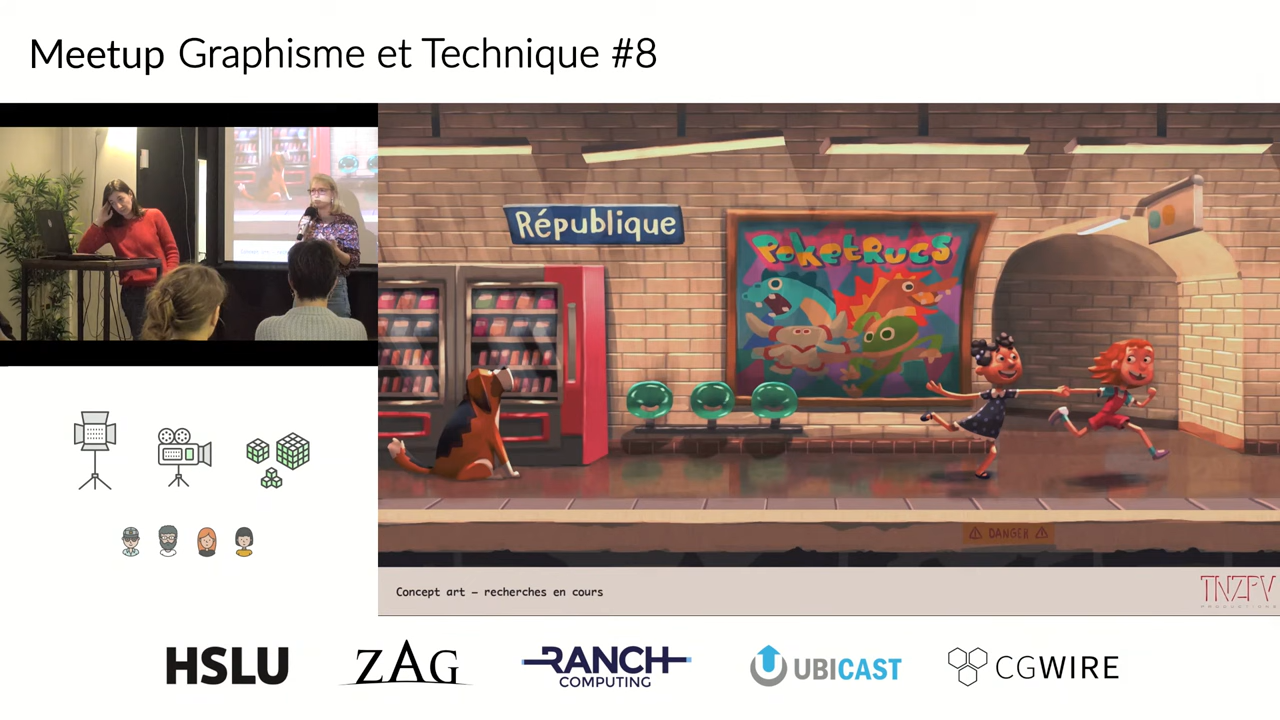 Meetup Graphisme et Technique #8
République
PokeTRUCS
⚠ DANGER ⚠
Concept art – recherches en cours
TNZPV
PRODUCTIONS
HSLU
ZAG
RANCH
COMPUTING
UBICAST
CGWIRE